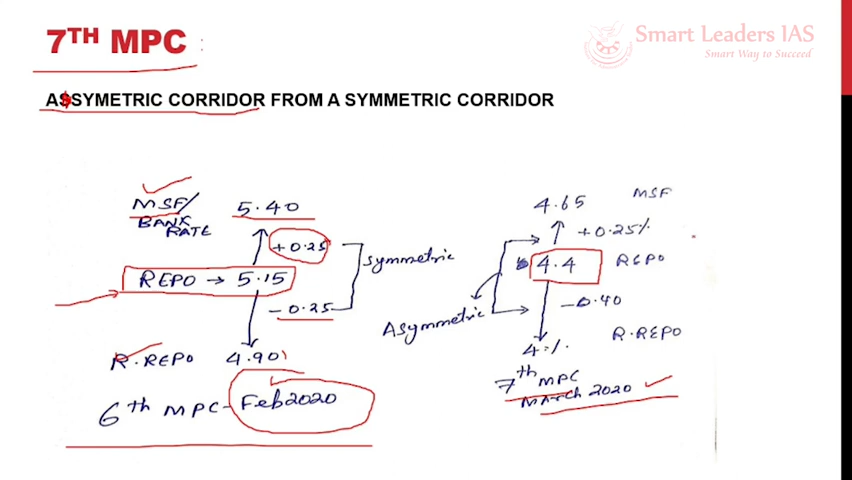 7TH MPC
Smart Leaders IAS
Smart Way to Succeed
ASSYMETRIC CORRIDOR FROM A SYMMETRIC CORRIDOR
MSF/
BANK
RATE
5.40
+0.25
REPO → 5.15
-0.25
symmetric
R.REPO 4.90
6th MPC- Feb2020
4.65 MSF
+0.25%
4.4 REPO
-0.40
Asymmetric
4% R.REPO
7th MPC
March 2020